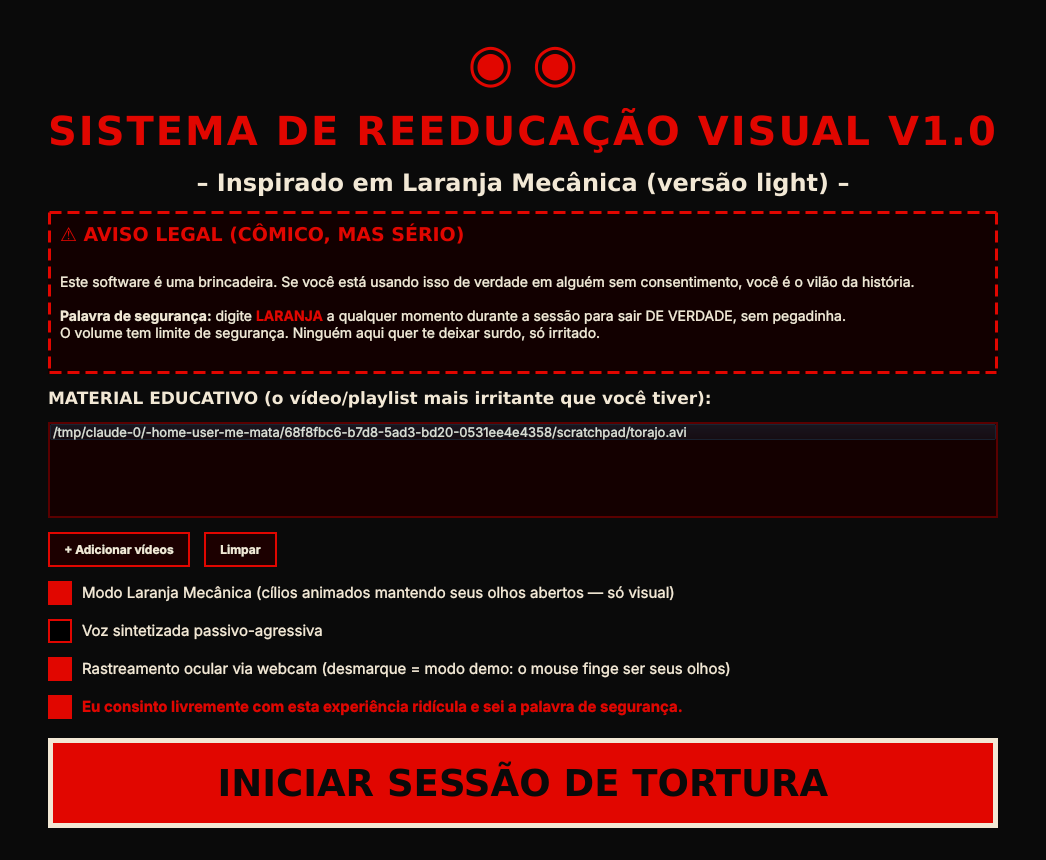 SISTEMA DE REEDUCAÇÃO VISUAL V1.0
– Inspirado em Laranja Mecânica (versão light) –
⚠ AVISO LEGAL (CÔMICO, MAS SÉRIO)
Este software é uma brincadeira. Se você está usando isso de verdade em alguém sem consentimento, você é o vilão da história.
Palavra de segurança: digite LARANJA a qualquer momento durante a sessão para sair DE VERDADE, sem pegadinha.
O volume tem limite de segurança. Ninguém aqui quer te deixar surdo, só irritado.
MATERIAL EDUCATIVO (o vídeo/playlist mais irritante que você tiver):
/tmp/claude-0/-home-user-me-mata/68f8fbc6-b7d8-5ad3-bd20-0531ee4e4358/scratchpad/torajo.avi
+ Adicionar vídeos
Limpar
Modo Laranja Mecânica (cílios animados mantendo seus olhos abertos — só visual)
Voz sintetizada passivo-agressiva
Rastreamento ocular via webcam (desmarque = modo demo: o mouse finge ser seus olhos)
Eu consinto livremente com esta experiência ridícula e sei a palavra de segurança.
INICIAR SESSÃO DE TORTURA